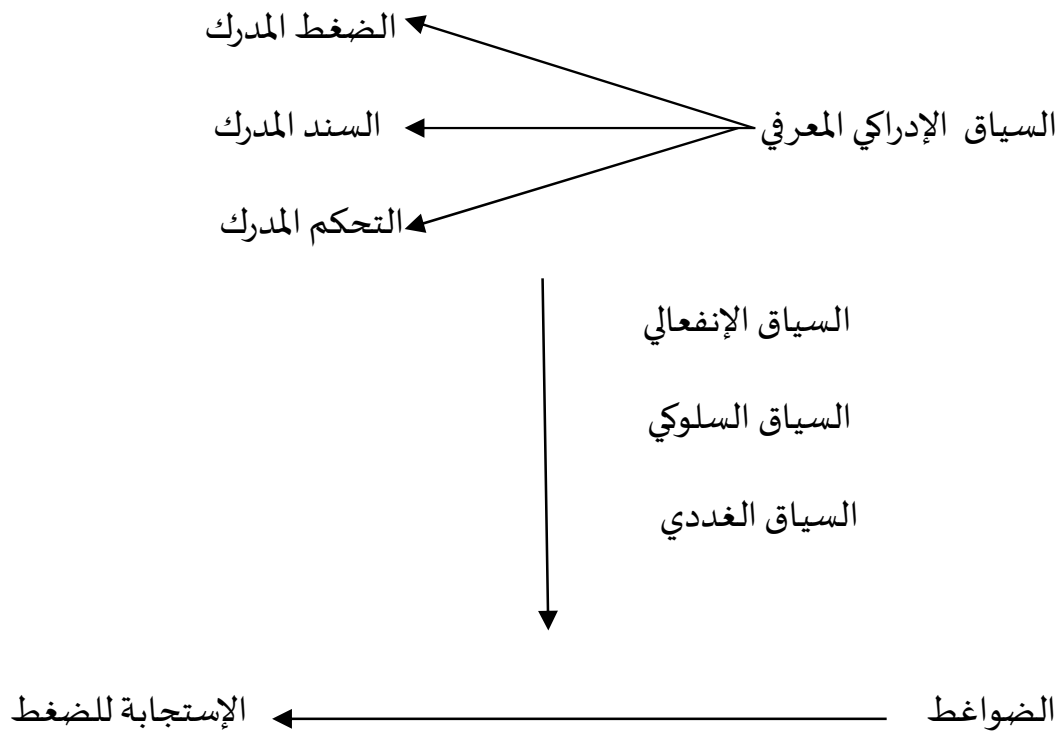 الضغط المدرك
السياق الإدراكي المعرفي
السند المدرك
التحكم المدرك
السياق الإنفعالي
السياق السلوكي
السياق الغددي
الضواغط
الإستجابة للضغط